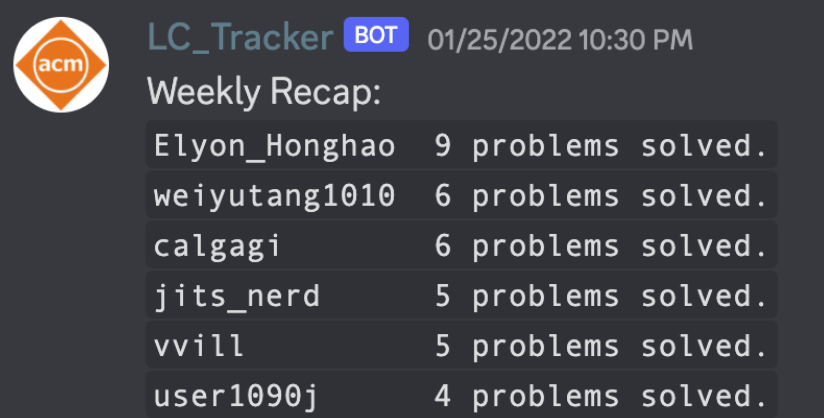 acm
LC_Tracker BOT 01/25/2022 10:30 PM
Weekly Recap:
Elyon_Honghao 9 problems solved.
weiyutang1010 6 problems solved.
calgagi 6 problems solved.
jits_nerd 5 problems solved.
vvill 5 problems solved.
user1090j 4 problems solved.